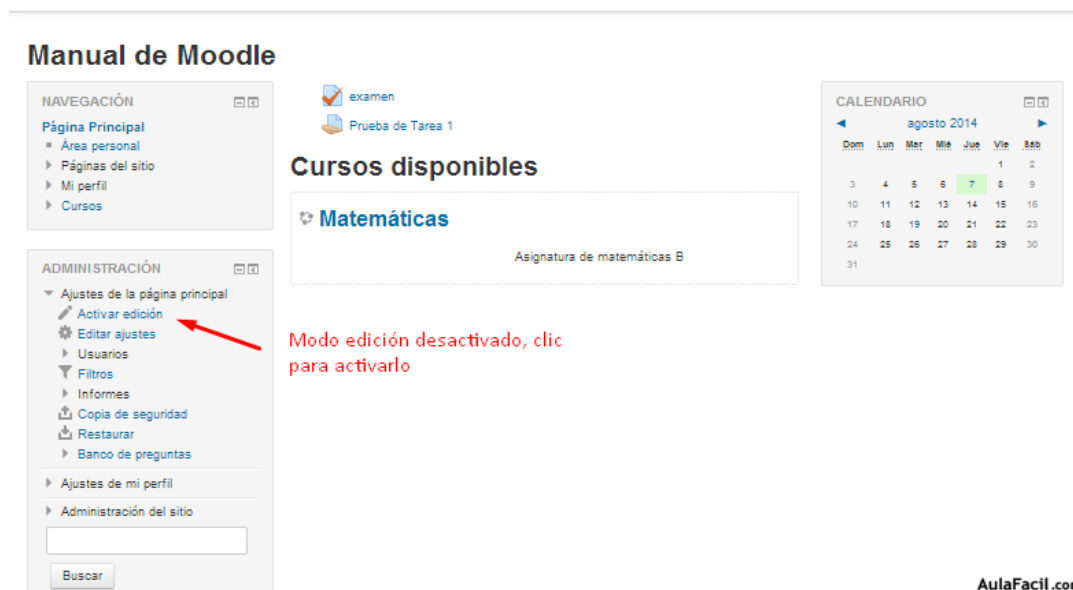 Manual de Moodle
NAVEGACIÓN
Página Principal
Área personal
Páginas del sitio
Mi perfil
Cursos
ADMINISTRACIÓN
Ajustes de la página principal
Activar edición
Editar ajustes
Usuarios
Filtros
Informes
Copia de seguridad
Restaurar
Banco de preguntas
Ajustes de mi perfil
Administración del sitio
Buscar
examen
Prueba de Tarea 1
Cursos disponibles
Matemáticas
Asignatura de matemáticas B
Modo edición desactivado, clic
para activarlo
CALENDARIO
agosto 2014
Dom Lun Mar Mié Jue Vie Sáb
1 2
3 4 5 6 7 8 9
10 11 12 13 14 15 16
17 18 19 20 21 22 23
24 25 26 27 28 29 30
31
AulaFacil.com